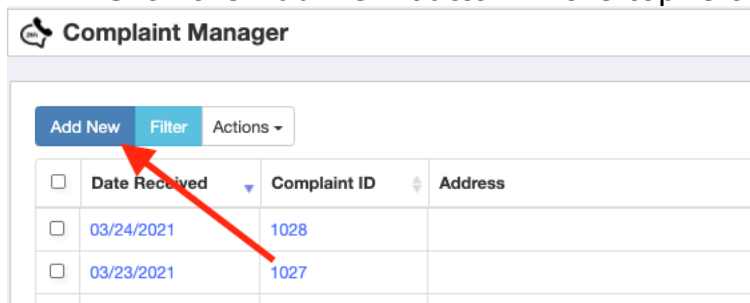 Complaint Manager
Add New Filter Actions
Date Received Complaint ID Address
03/24/2021 1028
03/23/2021 1027